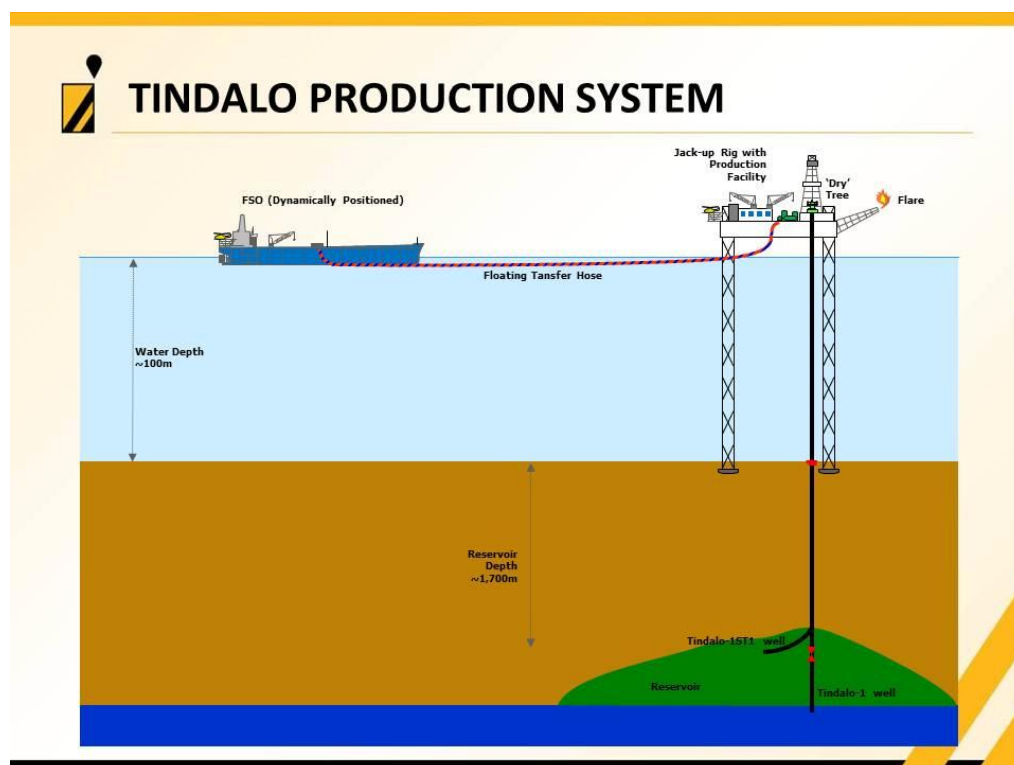 TINDALO PRODUCTION SYSTEM
Jack-up Rig with
Production
Facility
'Dry'
Tree
Flare
FSO (Dynamically Positioned)
Floating Tansfer Hose
Water Depth
~100m
Reservoir
Depth
~1,700m
Tindalo-1ST1 well
Reservoir
Tindalo-1 well